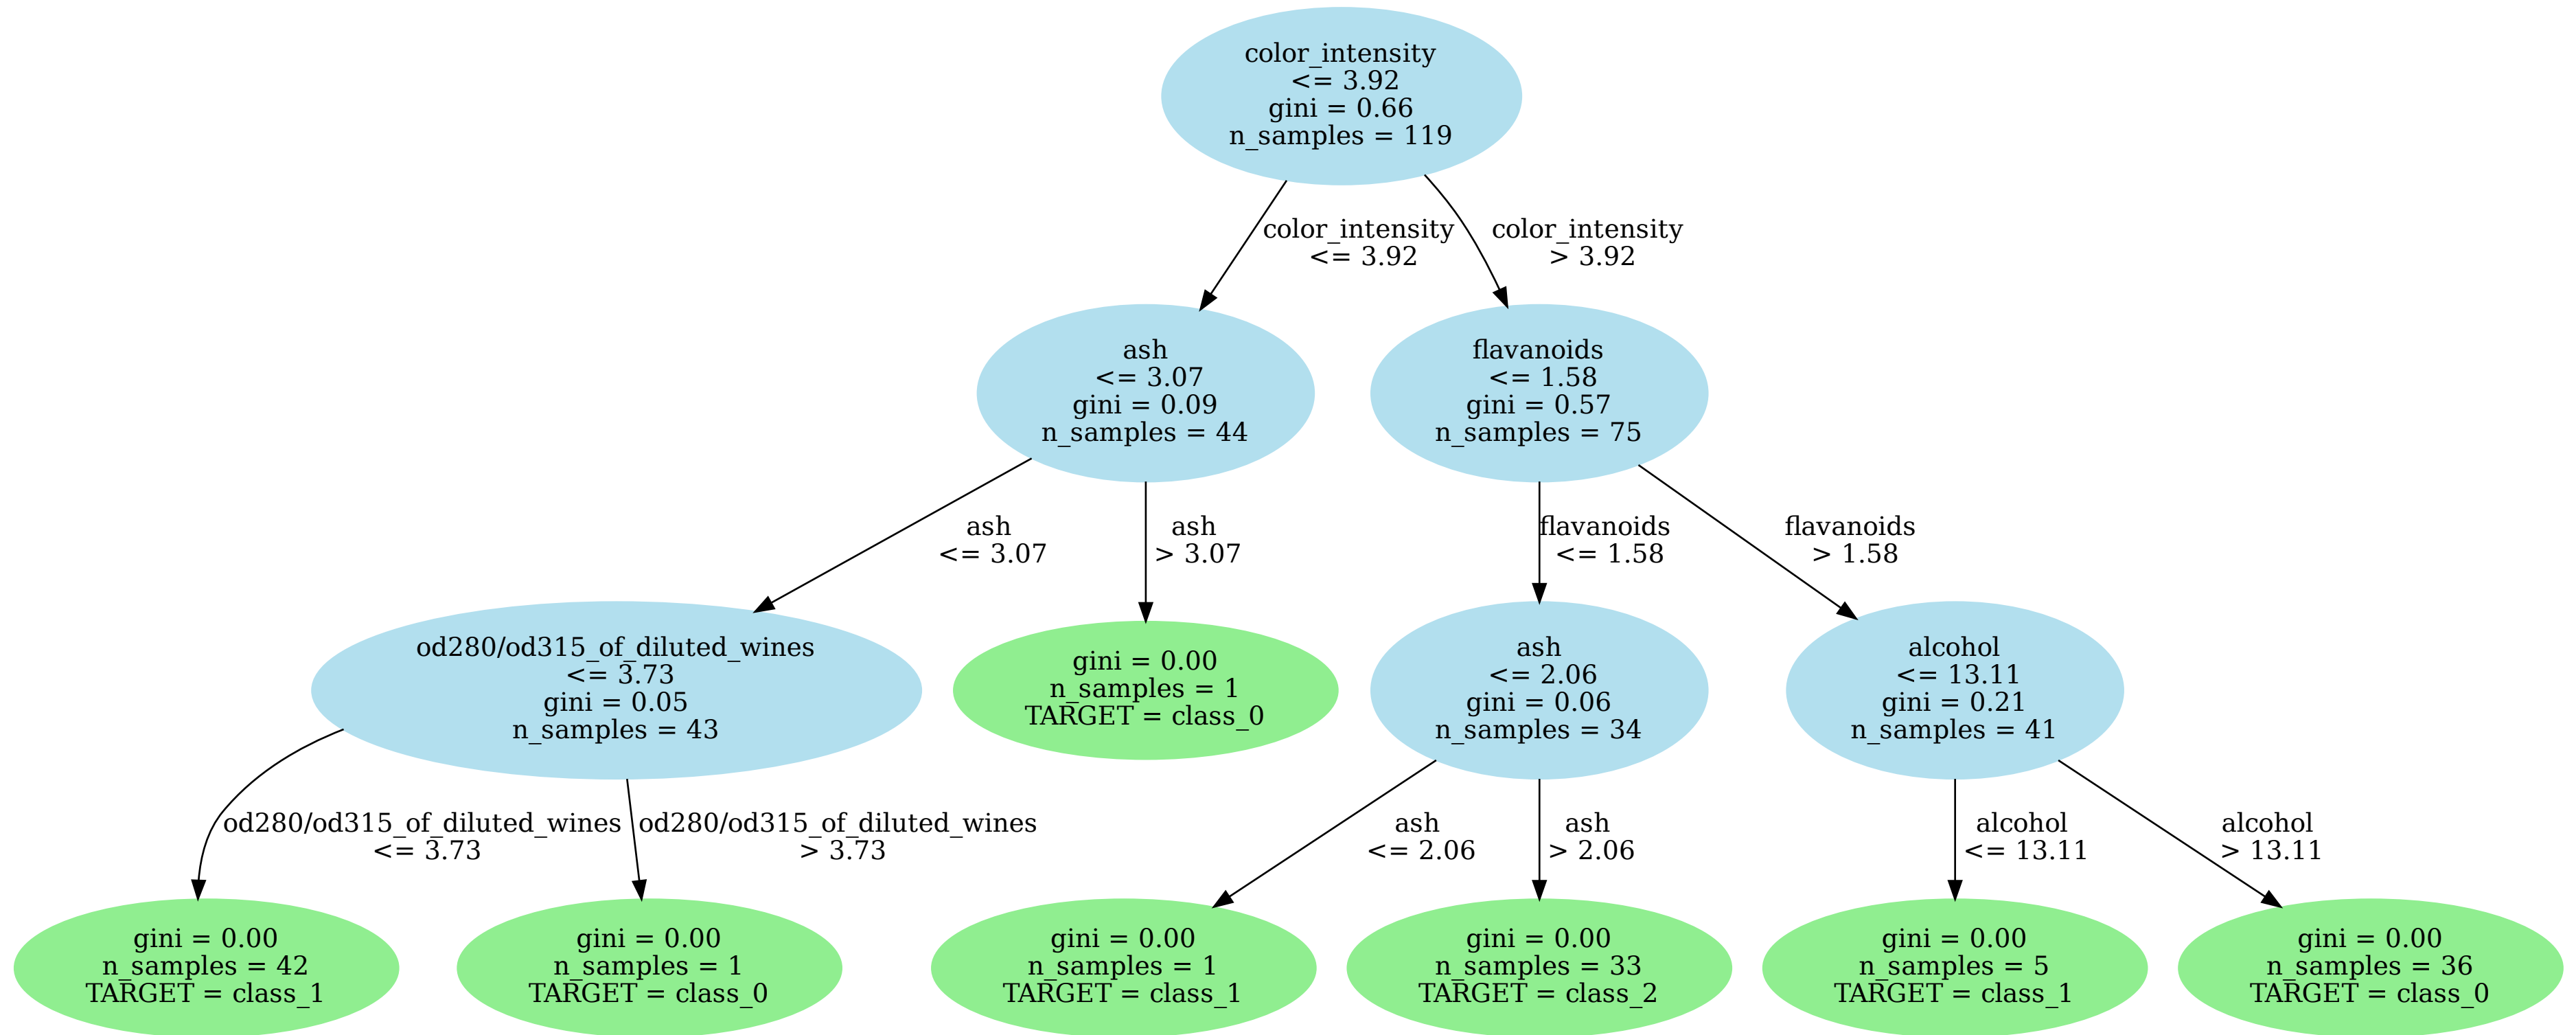 color_intensity
<= 3.92
gini = 0.66
n_samples = 119
color_intensity
<= 3.92
color_intensity
> 3.92
ash
<= 3.07
gini = 0.09
n_samples = 44
flavanoids
<= 1.58
gini = 0.57
n_samples = 75
ash
<= 3.07
ash
> 3.07
flavanoids
<= 1.58
flavanoids
> 1.58
od280/od315_of_diluted_wines
<= 3.73
gini = 0.05
n_samples = 43
gini = 0.00
n_samples = 1
TARGET = class_0
ash
<= 2.06
gini = 0.06
n_samples = 34
alcohol
<= 13.11
gini = 0.21
n_samples = 41
od280/od315_of_diluted_wines
<= 3.73
od280/od315_of_diluted_wines
> 3.73
ash
<= 2.06
ash
> 2.06
alcohol
<= 13.11
alcohol
> 13.11
gini = 0.00
n_samples = 42
TARGET = class_1
gini = 0.00
n_samples = 1
TARGET = class_0
gini = 0.00
n_samples = 1
TARGET = class_1
gini = 0.00
n_samples = 33
TARGET = class_2
gini = 0.00
n_samples = 5
TARGET = class_1
gini = 0.00
n_samples = 36
TARGET = class_0